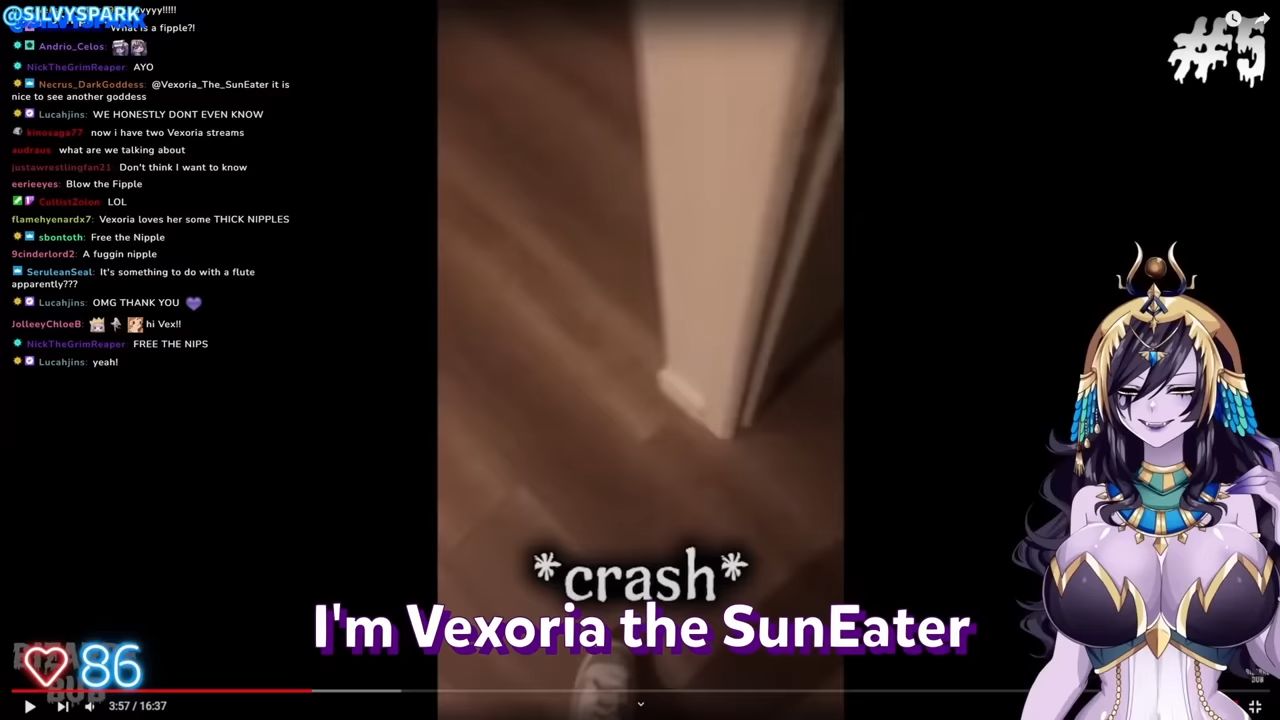 @SILVYSPARK
What is a fipple?!
Andrio_Celos:
NickTheGrimReaper: AYO
Necrus_DarkGoddess: @Vexoria_The_SunEater it is
nice to see another goddess
Lucahjins: WE HONESTLY DONT EVEN KNOW
kinosaga77 now i have two Vexoria streams
audraus what are we talking about
justawrestlingfan21 Don't think I want to know
eerieeyes: Blow the Fipple
CultistZoion LOL
flamehyenardx7: Vexoria loves her some THICK NIPPLES
sbontoth: Free the Nipple
9cinderlord2: A fuggin nipple
SeruleanSeal: It's something to do with a flute
apparently???
Lucahjins: OMG THANK YOU
JolleeyChloeB: hi Vex!!
NickTheGrimReaper: FREE THE NIPS
Lucahjins: yeah!
#5
*crash*
I'm Vexoria the SunEater
86
3:57 / 16:37